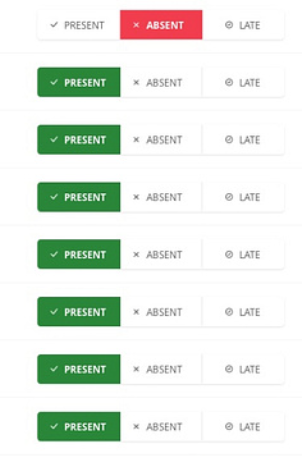 ✓ PRESENT × ABSENT LATE
✓ PRESENT × ABSENT LATE
✓ PRESENT × ABSENT LATE
✓ PRESENT × ABSENT LATE
✓ PRESENT × ABSENT LATE
✓ PRESENT × ABSENT LATE
✓ PRESENT × ABSENT LATE
✓ PRESENT × ABSENT LATE